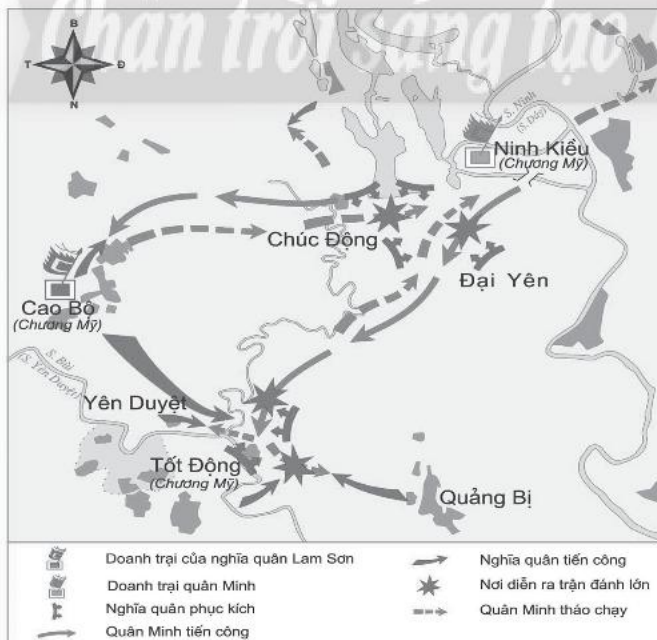 Chân trời sáng tạo
B
T
Đ
N
S. Ninh
(S. Đáy)
Ninh Kiều
(Chương Mỹ)
Chúc Động
Đại Yên
Cao Bộ
(Chương Mỹ)
S. Bùi
(S. Yên Duyệt)
Yên Duyệt
Tốt Động
(Chương Mỹ)
Quảng Bị
Doanh trại của nghĩa quân Lam Sơn
Doanh trại quân Minh
Nghĩa quân phục kích
Quân Minh tiến công
Nghĩa quân tiến công
Nơi diễn ra trận đánh lớn
Quân Minh tháo chạy